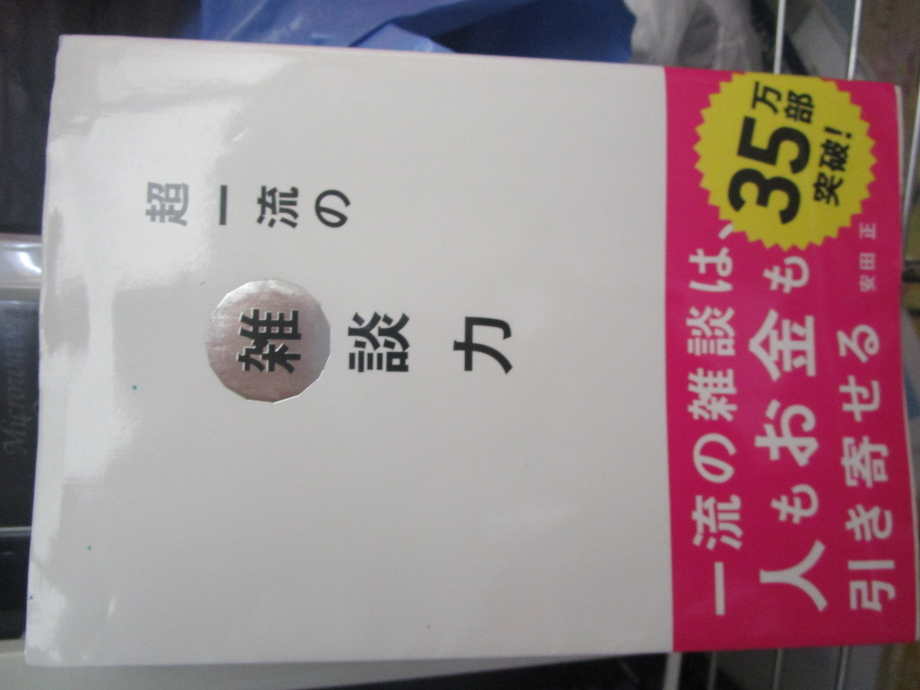 超一流の
雑談力
35万部
突破!
一流の雑談は、
人もお金も
引き寄せる
安田 正